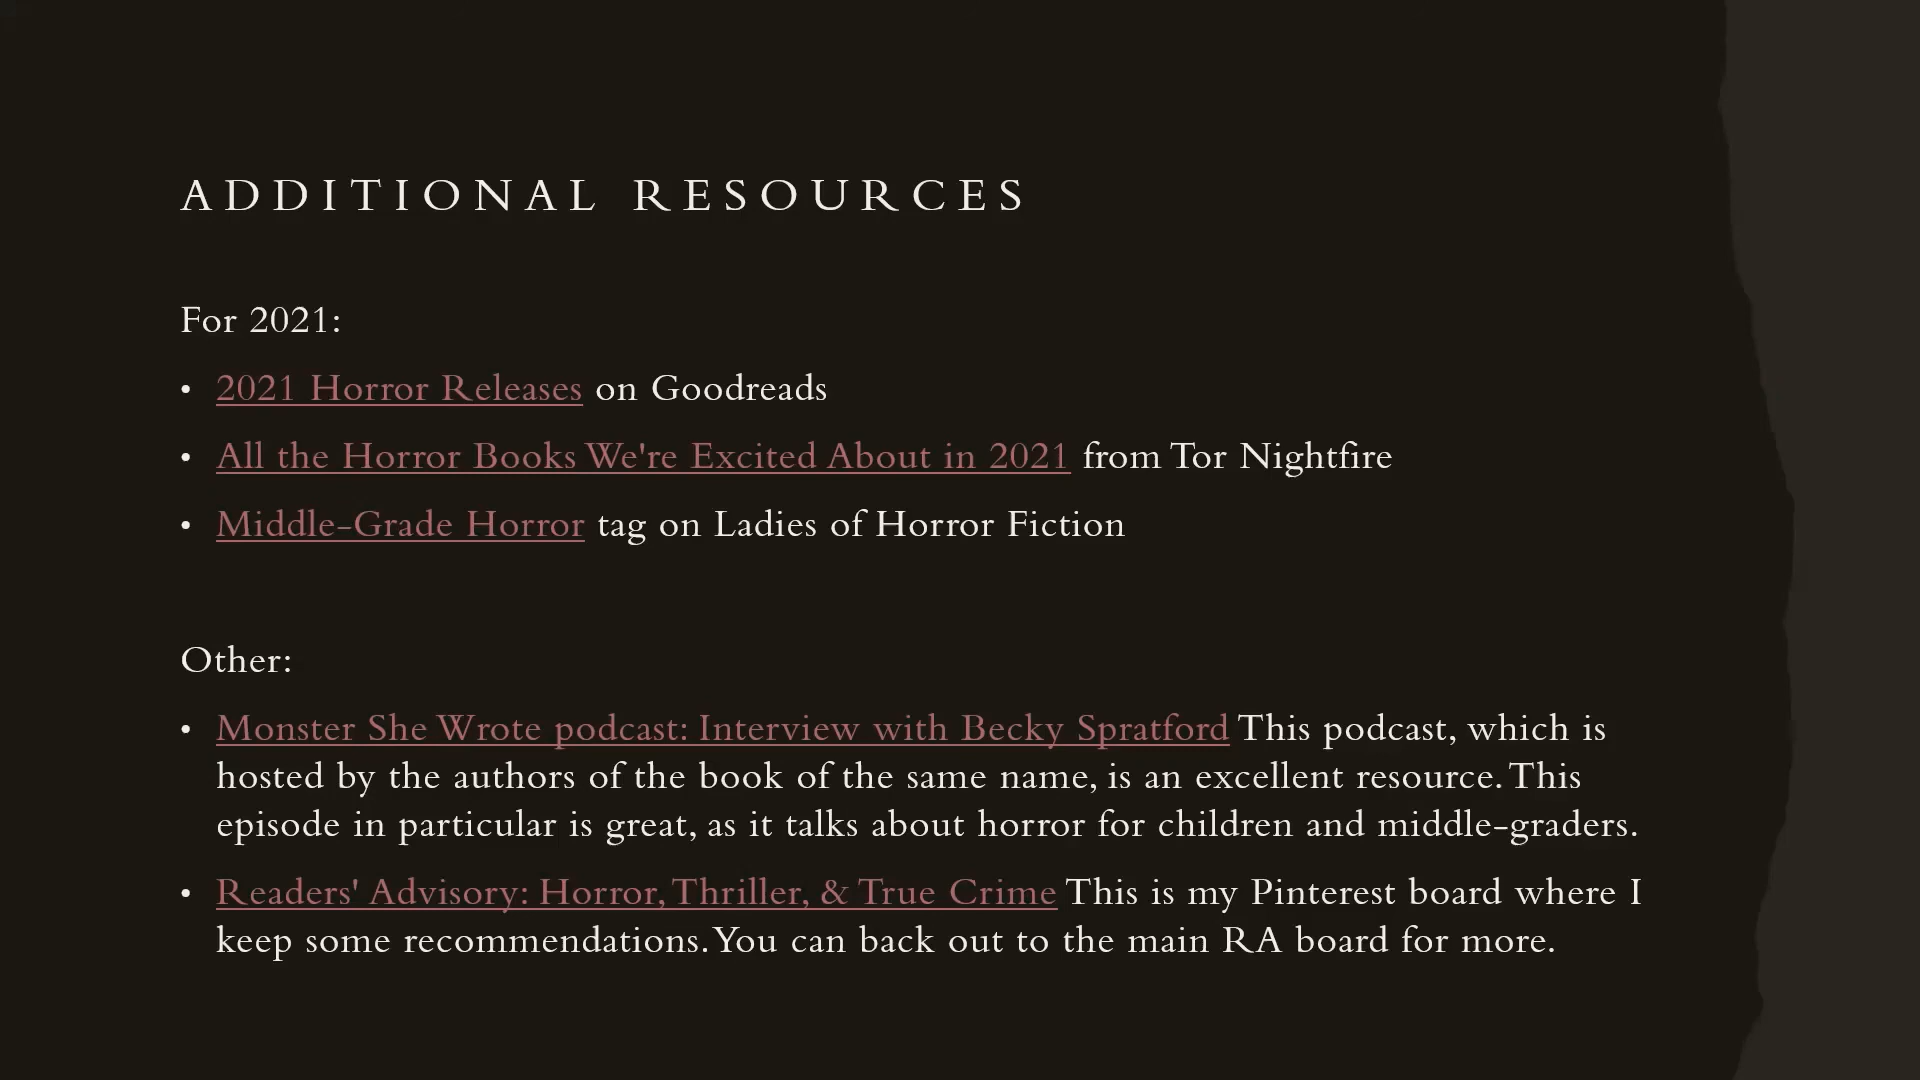 ADDITIONAL RESOURCES
For 2021:
• 2021 Horror Releases on Goodreads
• All the Horror Books We're Excited About in 2021 from Tor Nightfire
• Middle-Grade Horror tag on Ladies of Horror Fiction
Other:
• Monster She Wrote podcast: Interview with Becky Spratford This podcast, which is
hosted by the authors of the book of the same name, is an excellent resource. This
episode in particular is great, as it talks about horror for children and middle-graders.
• Readers' Advisory: Horror, Thriller, & True Crime This is my Pinterest board where I
keep some recommendations. You can back out to the main RA board for more.